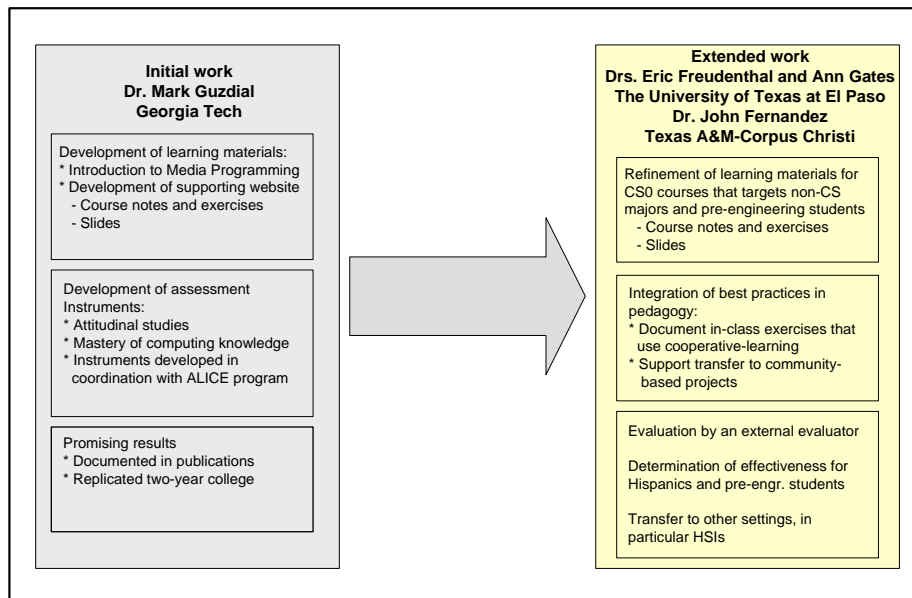 Initial work
Dr. Mark Guzdial
Georgia Tech
Development of learning materials:
* Introduction to Media Programming
* Development of supporting website
- Course notes and exercises
- Slides
Development of assessment
Instruments:
* Attitudinal studies
* Mastery of computing knowledge
* Instruments developed in
coordination with ALICE program
Promising results
* Documented in publications
* Replicated two-year college
Extended work
Drs. Eric Freudenthal and Ann Gates
The University of Texas at El Paso
Dr. John Fernandez
Texas A&M-Corpus Christi
Refinement of learning materials for
CS0 courses that targets non-CS
majors and pre-engineering students
- Course notes and exercises
- Slides
Integration of best practices in
pedagogy:
* Document in-class exercises that
use cooperative-learning
* Support transfer to community-
based projects
Evaluation by an external evaluator
Determination of effectiveness for
Hispanics and pre-engr. students
Transfer to other settings, in
particular HSIs